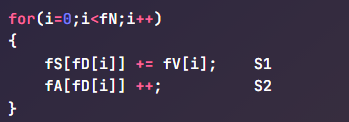 for(i=0;i<fN;i++)
{
    fS[fD[i]] += fV[i];    S1
    fA[fD[i]] ++;          S2
}